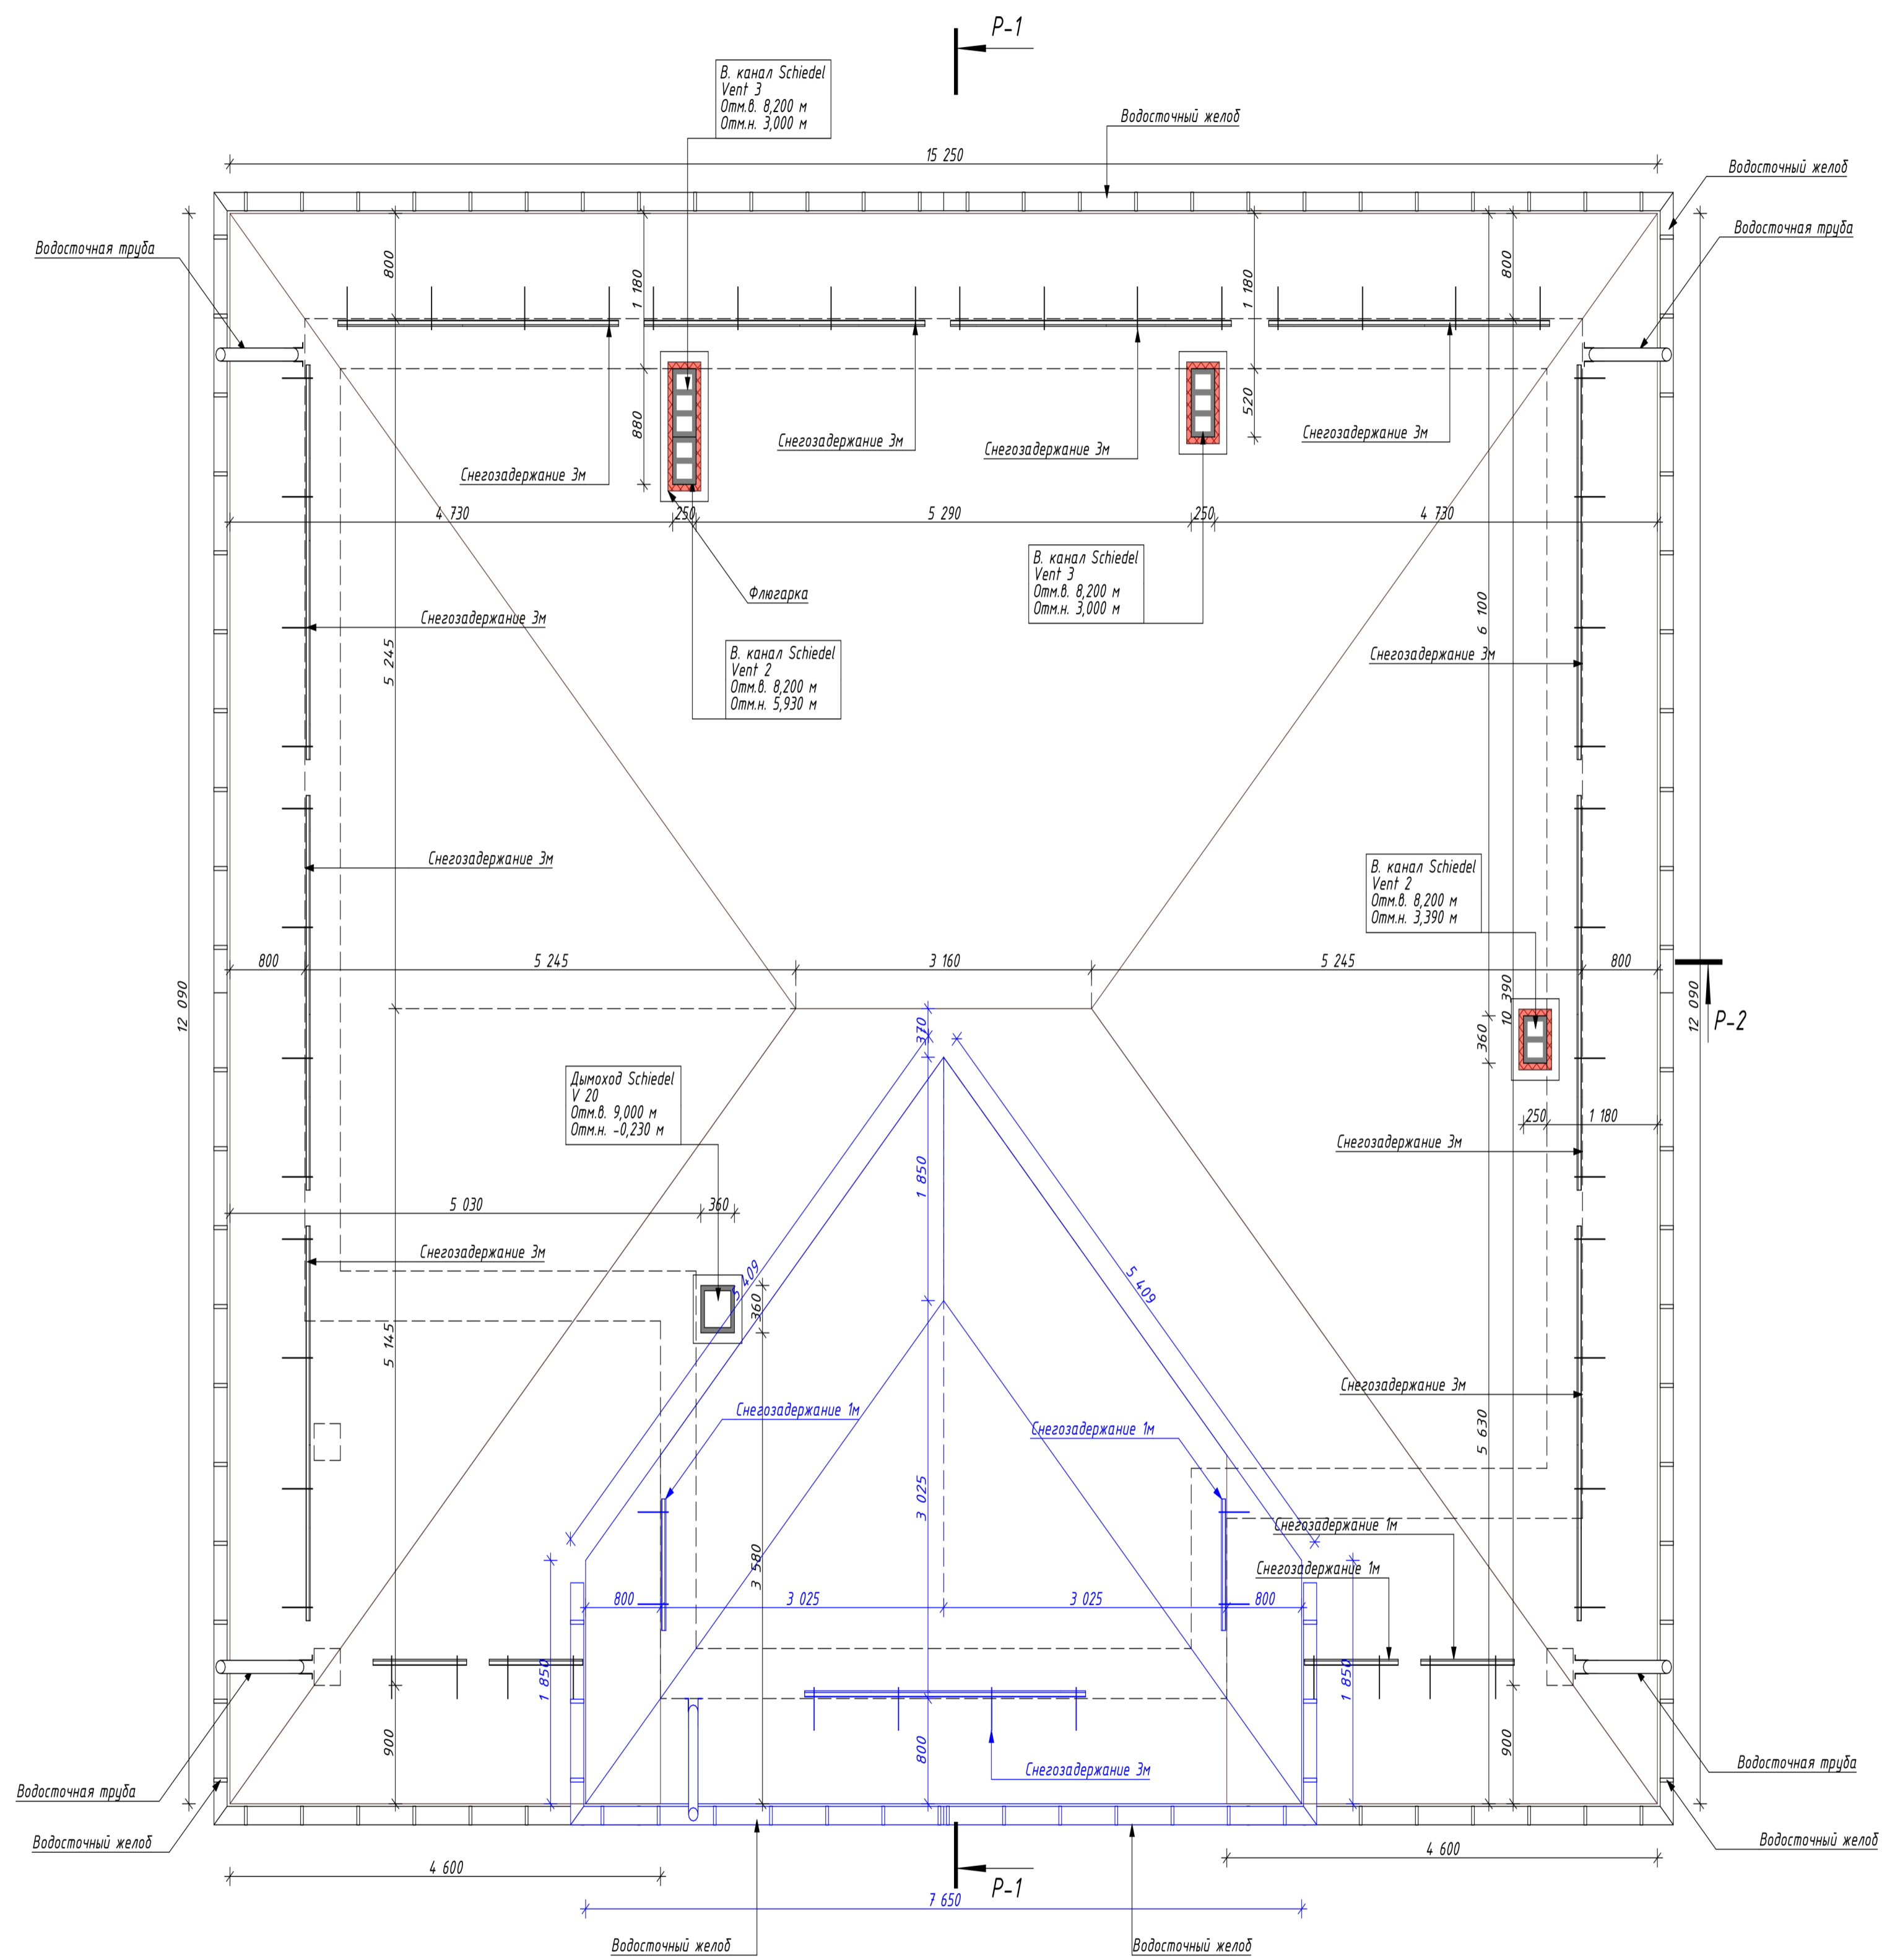 P-1
В. канал Schiedel
Vent 3
Отм.в. 8,200 м
Отм.н. 3,000 м
Водосточный желоб
15 250
Водосточный желоб
Водосточная труба
Водосточная труба
800
1 180
1 180
800
880
520
Снегозадержание 3м
Снегозадержание 3м
Снегозадержание 3м
Снегозадержание 3м
4 730
250
5 290
250
4 730
В. канал Schiedel
Vent 3
Отм.в. 8,200 м
Отм.н. 3,000 м
Флюгарка
Снегозадержание 3м
5 245
6 100
В. канал Schiedel
Vent 2
Отм.в. 8,200 м
Отм.н. 5,930 м
Снегозадержание 3м
Снегозадержание 3м
В. канал Schiedel
Vent 2
Отм.в. 8,200 м
Отм.н. 3,390 м
800
5 245
3 160
5 245
800
12 090
370
360
10 390
12 090
P-2
Дымоход Schiedel
V 20
Отм.в. 9,000 м
Отм.н. -0,230 м
250
1 180
Снегозадержание 3м
1 850
5 030
360
Снегозадержание 3м
5 409
5 409
360
5 145
Снегозадержание 3м
Снегозадержание 1м
Снегозадержание 1м
5 630
3 025
Снегозадержание 1м
Снегозадержание 1м
3 580
800
3 025
3 025
800
1 850
1 850
900
800
900
Снегозадержание 3м
Водосточная труба
Водосточная труба
Водосточный желоб
Водосточный желоб
4 600
4 600
P-1
7 650
Водосточный желоб
Водосточный желоб